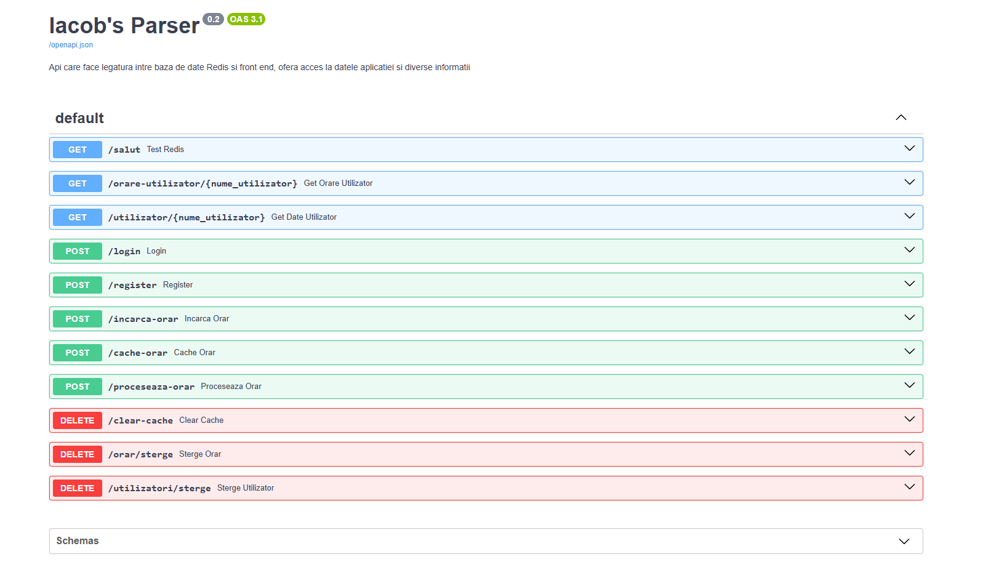 Iacob's Parser 0.2 OAS 3.1
/openapi.json
Api care face legatura intre baza de date Redis si front end, ofera acces la datele aplicatiei si diverse informatii
default
GET /salut Test Redis
GET /orare-utilizator/{nume_utilizator} Get Orare Utilizator
GET /utilizator/{nume_utilizator} Get Date Utilizator
POST /login Login
POST /register Register
POST /incarca-orar Incarca Orar
POST /cache-orar Cache Orar
POST /proceseaza-orar Proceseaza Orar
DELETE /clear-cache Clear Cache
DELETE /orar/sterge Sterge Orar
DELETE /utilizatori/sterge Sterge Utilizator
Schemas